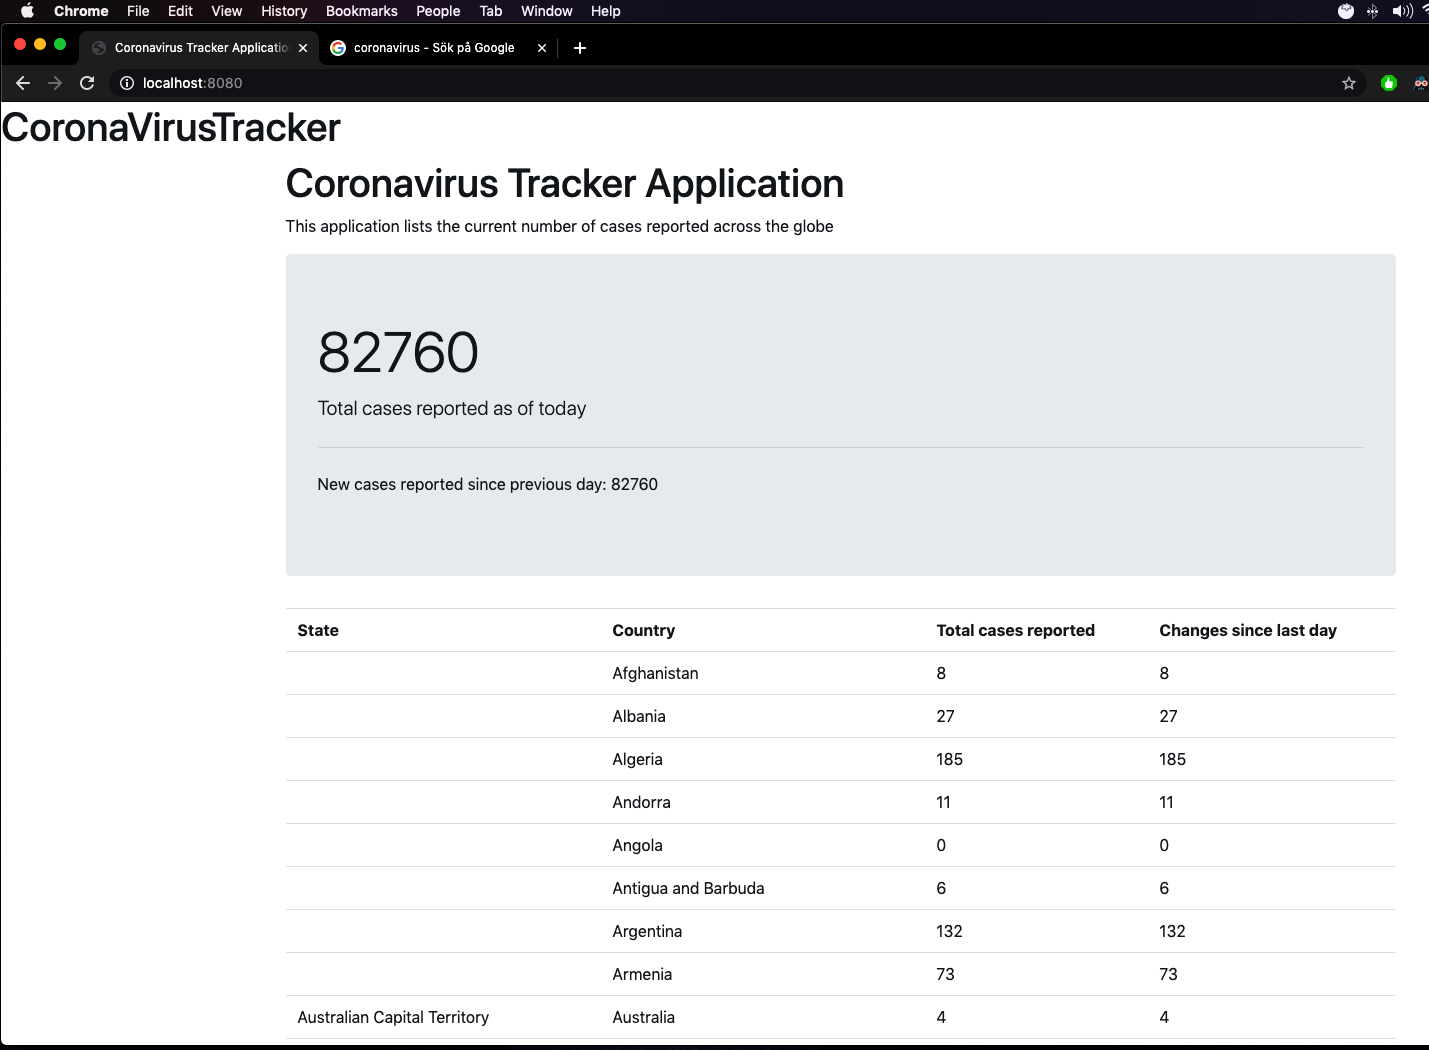 Chrome File Edit View History Bookmarks People Tab Window Help
Coronavirus Tracker Applicatio
coronavirus - Sök på Google
localhost:8080
CoronaVirusTracker
Coronavirus Tracker Application
This application lists the current number of cases reported across the globe
82760
Total cases reported as of today
New cases reported since previous day: 82760
State Country Total cases reported Changes since last day
Afghanistan 8 8
Albania 27 27
Algeria 185 185
Andorra 11 11
Angola 0 0
Antigua and Barbuda 6 6
Argentina 132 132
Armenia 73 73
Australian Capital Territory Australia 4 4